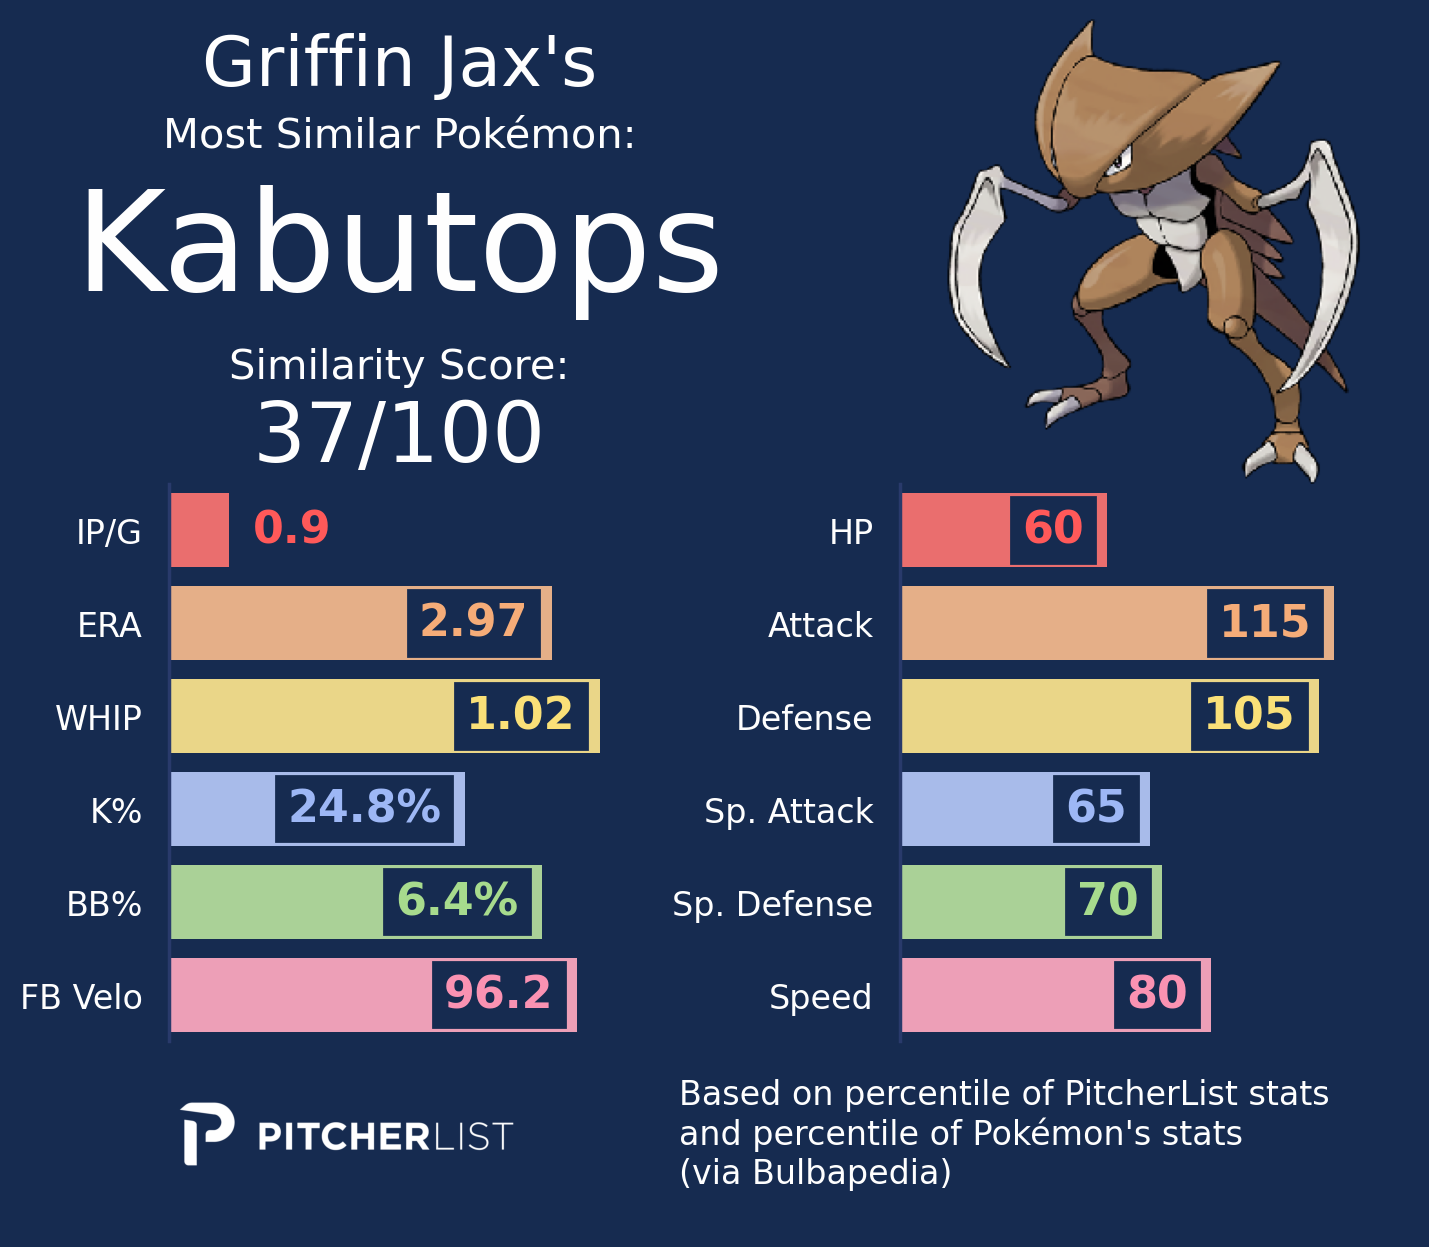 Griffin Jax's
Most Similar Pokémon:
Kabutops
Similarity Score:
37/100
IP/G 0.9
ERA 2.97
WHIP 1.02
K% 24.8%
BB% 6.4%
FB Velo 96.2
HP 60
Attack 115
Defense 105
Sp. Attack 65
Sp. Defense 70
Speed 80
PITCHERLIST
Based on percentile of PitcherList stats
and percentile of Pokémon's stats
(via Bulbapedia)